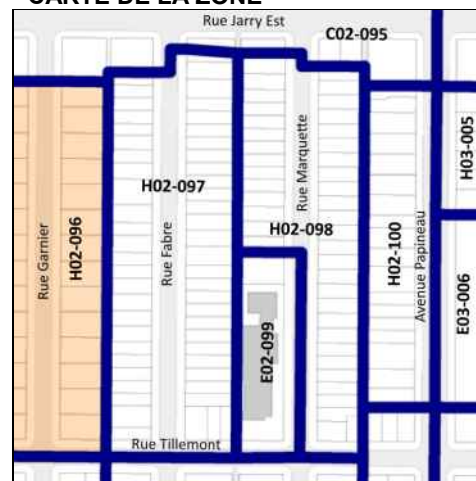 CARTE DE LA ZONE
Rue Jarry Est
C02-095
H03-005
Rue Marquette
H02-097
H02-098
H02-096
Rue Garnier
Rue Fabre
H02-100
Avenue Papineau
E03-006
E02-099
Rue Tillemont